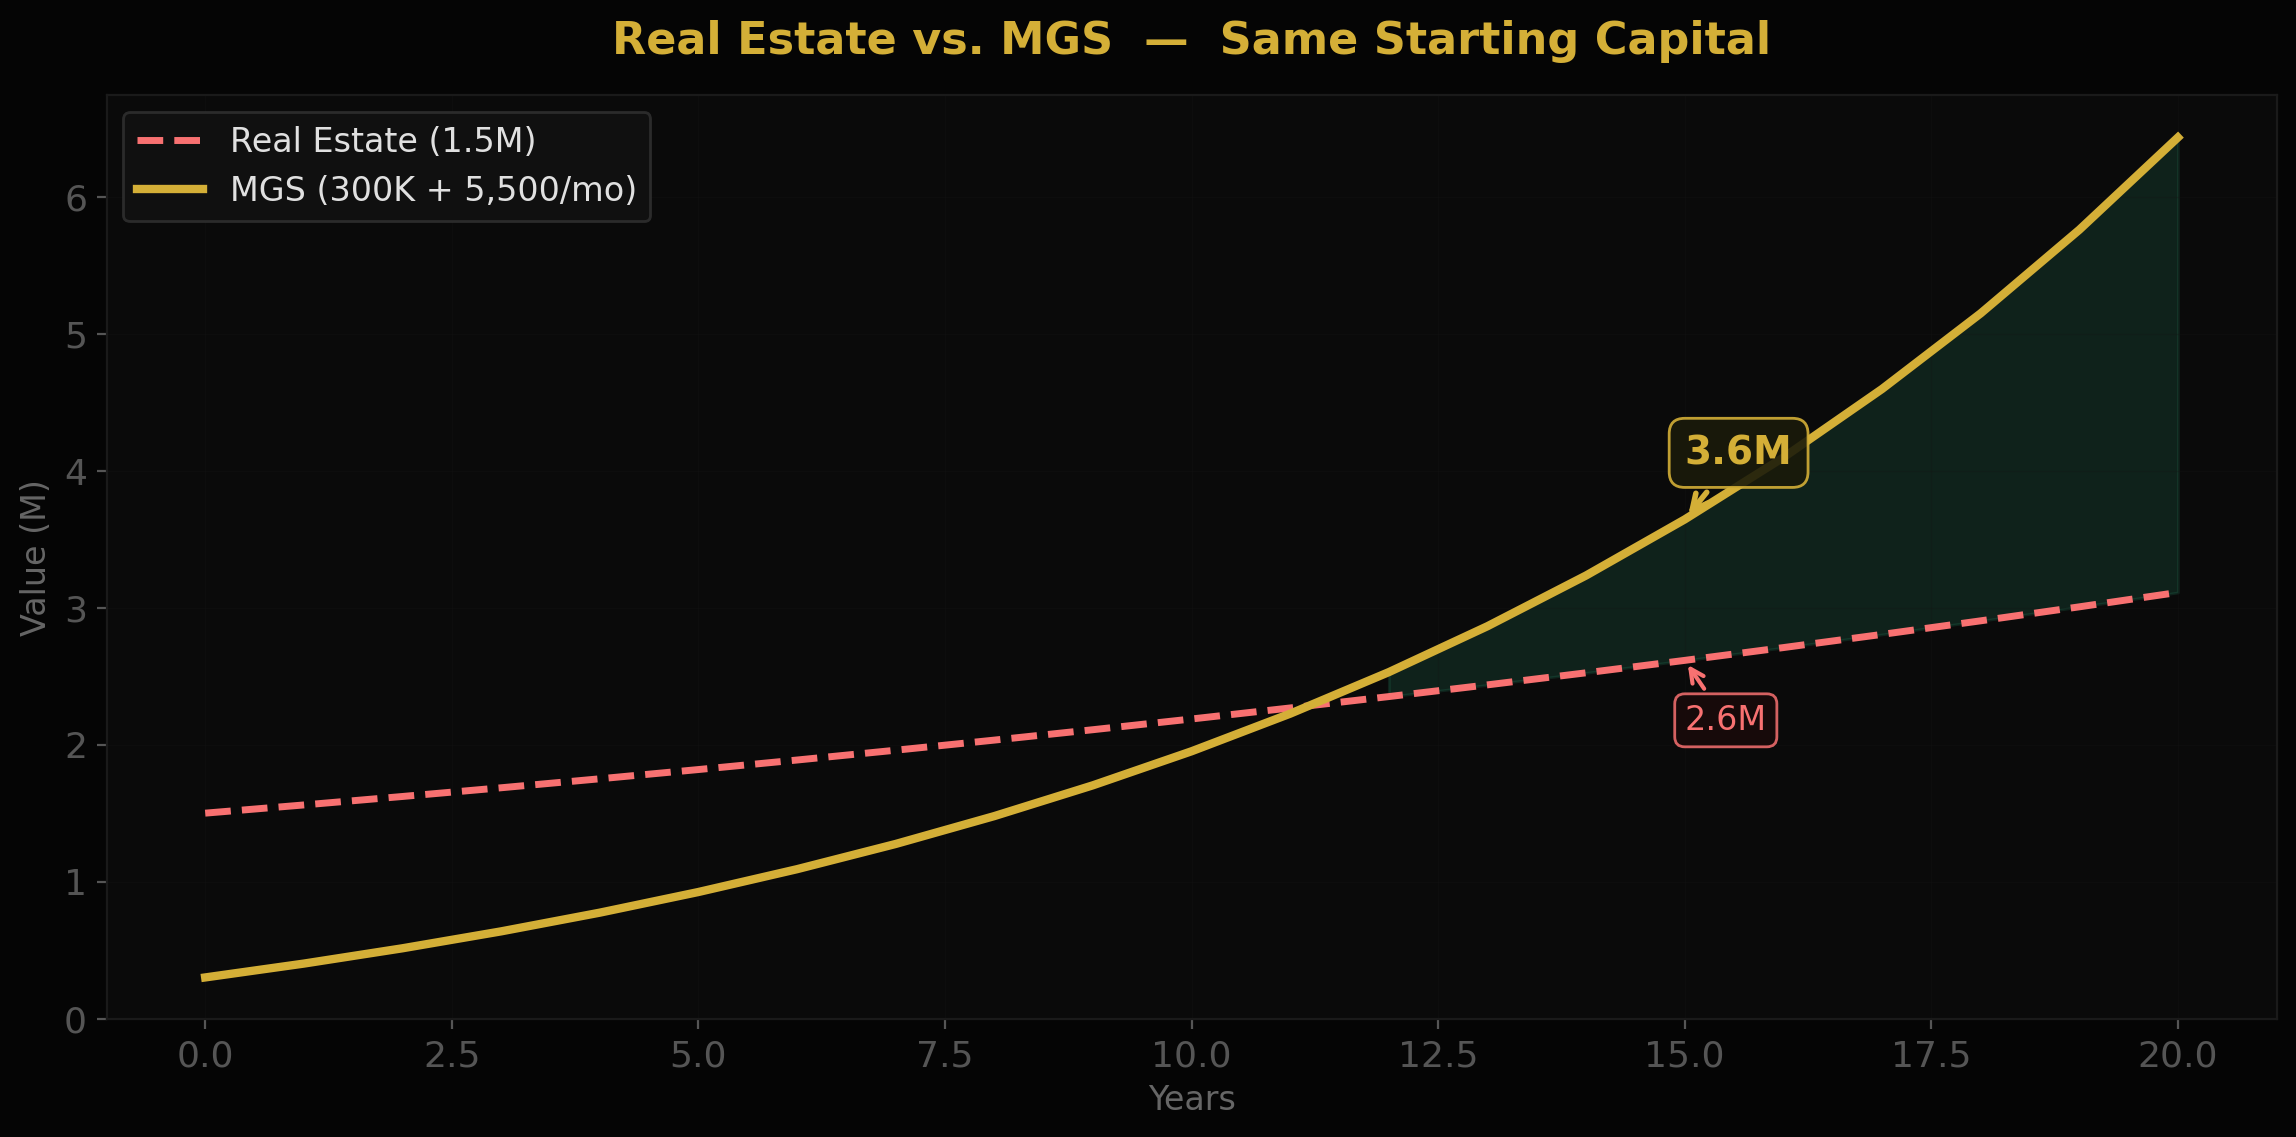 Real Estate vs. MGS — Same Starting Capital
Real Estate (1.5M)
MGS (300K + 5,500/mo)
Value (M)
6
5
4
3
2
1
0
3.6M
2.6M
0.0 2.5 5.0 7.5 10.0 12.5 15.0 17.5 20.0
Years